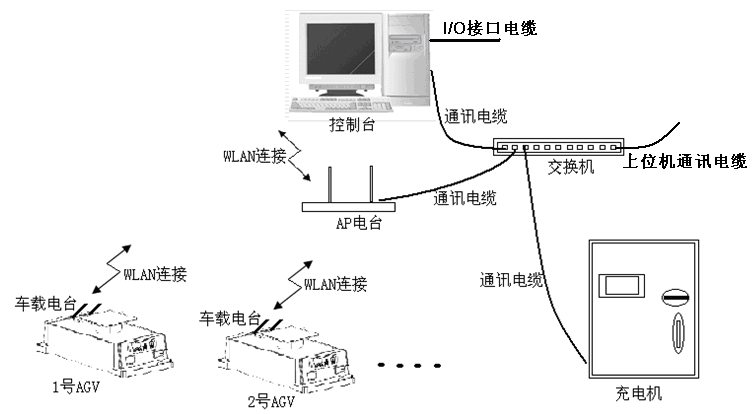 I/O接口电缆
控制台
通讯电缆
WLAN连接
交换机
上位机通讯电缆
通讯电缆
AP电台
WLAN连接
WLAN连接
通讯电缆
车载电台
车载电台
1号AGV
2号AGV
充电机